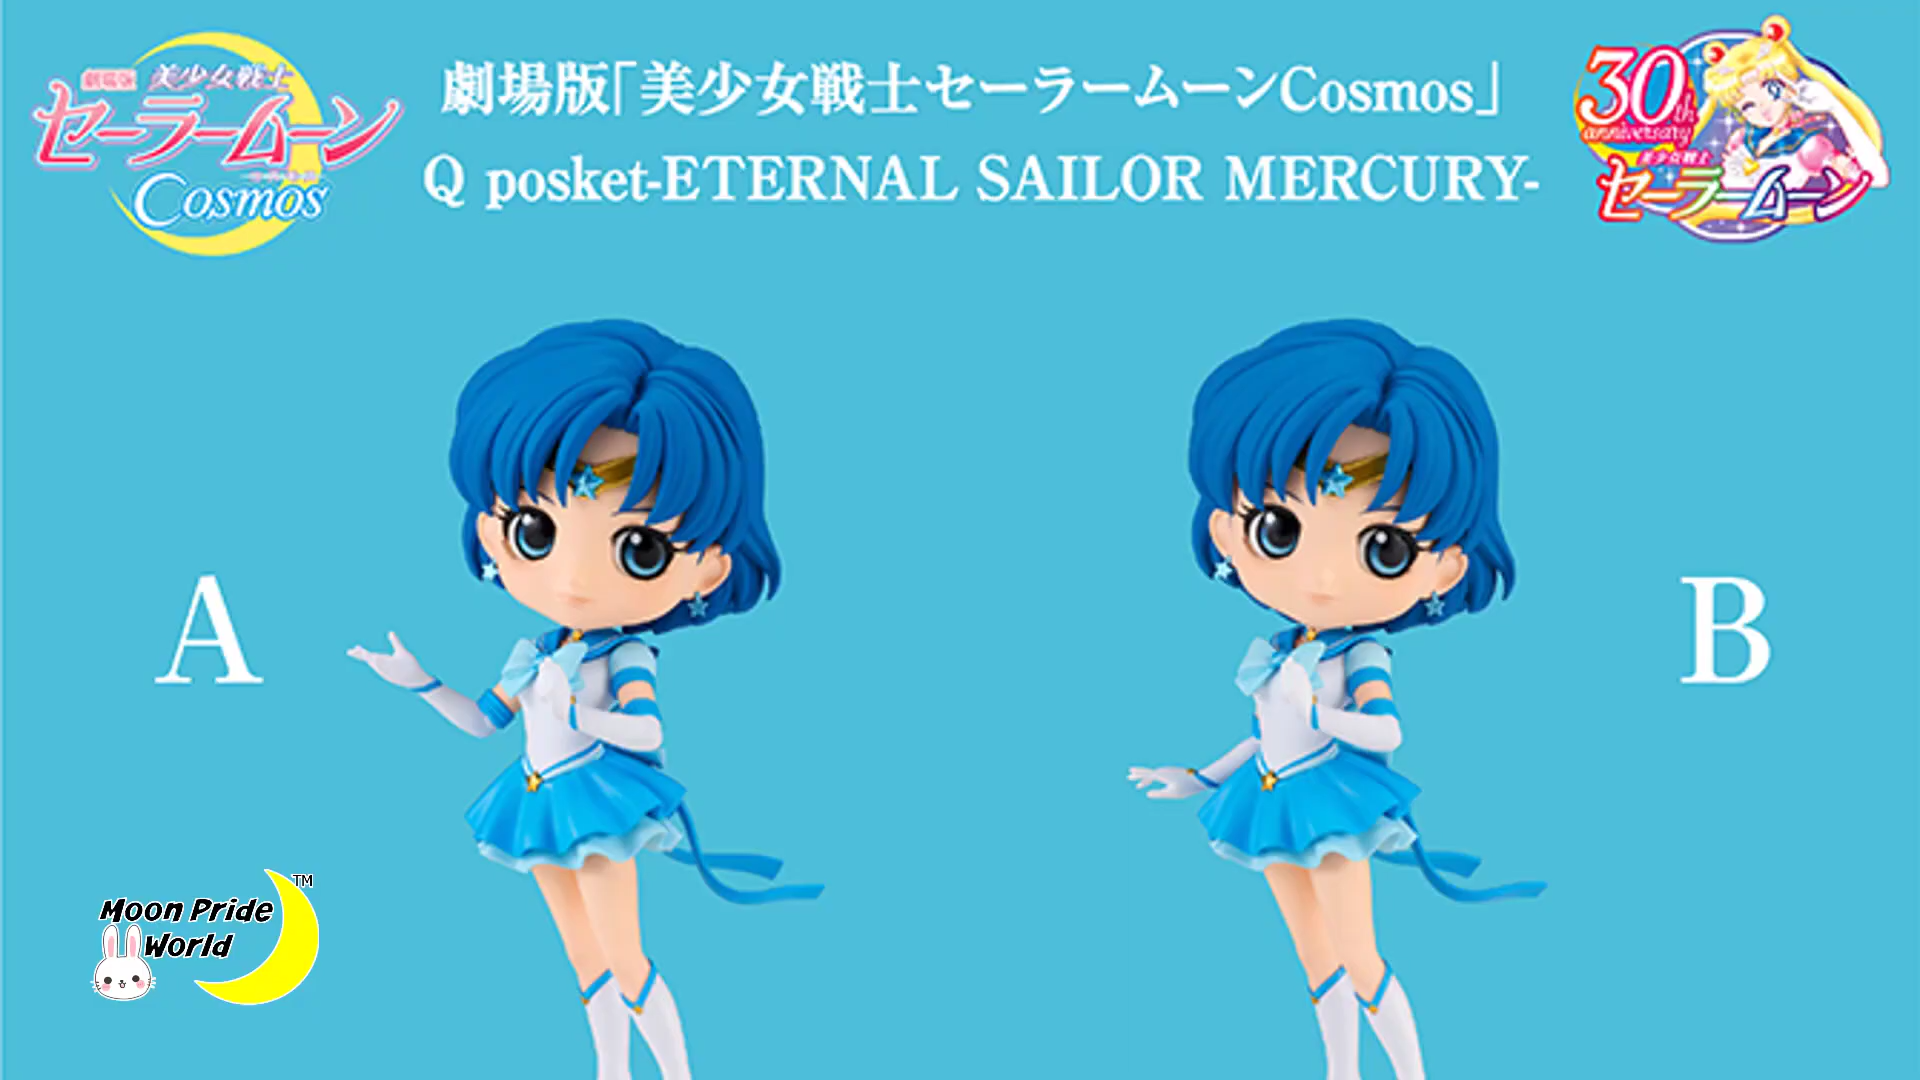 劇場版 美少女戦士
セーラームーン
Cosmos
劇場版「美少女戦士セーラームーンCosmos」
Q posket-ETERNAL SAILOR MERCURY-
30th
anniversary
美少女戦士
セーラームーン
A
B
Moon Pride
World
TM